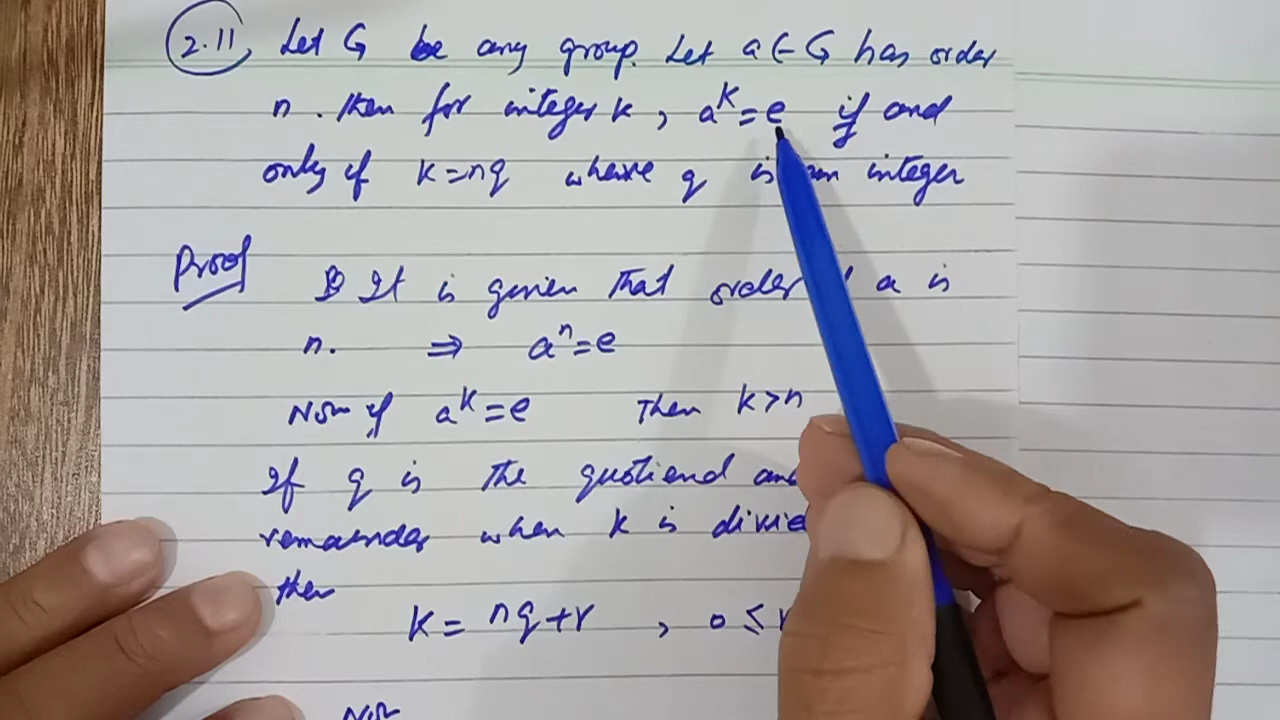 2.11, Let G be any group. Let a ∈ G has order
n. then for integer k, a^k = e if and
only if k = nq where q is an integer
Proof It is given that order a is
n. ⇒ a^n = e
Now if a^k = e Then k > n
If q is the quotiend and
remainder when k is
then
k = nq + r , 0 ≤ r
Now